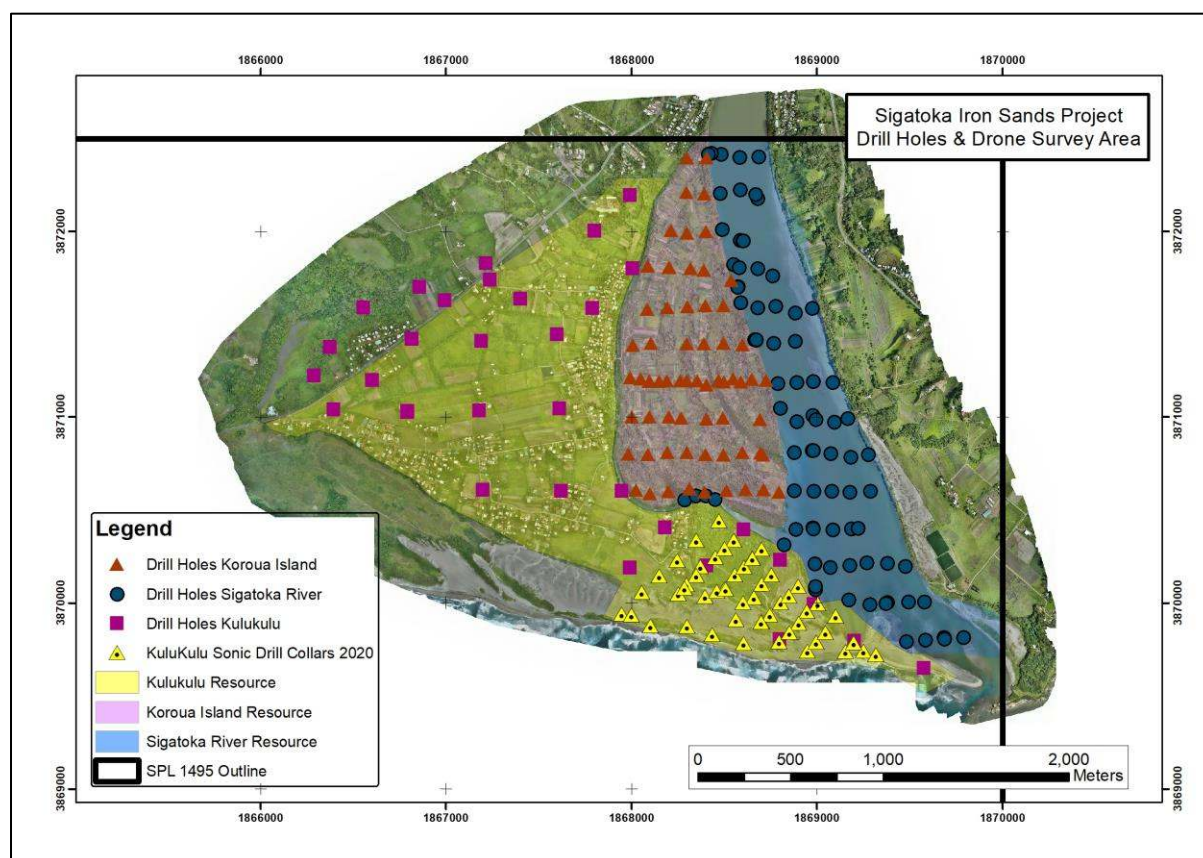 1866000 1867000 1868000 1869000 1870000
Sigatoka Iron Sands Project
Drill Holes & Drone Survey Area
3872000 3872000
3871000 3871000
3870000 3870000
3869000 3869000
Legend
Drill Holes Koroua Island
Drill Holes Sigatoka River
Drill Holes Kulukulu
KuluKulu Sonic Drill Collars 2020
Kulukulu Resource
Koroua Island Resource
Sigatoka River Resource
SPL 1495 Outline
0 500 1,000 2,000
Meters
1866000 1867000 1868000 1869000 1870000